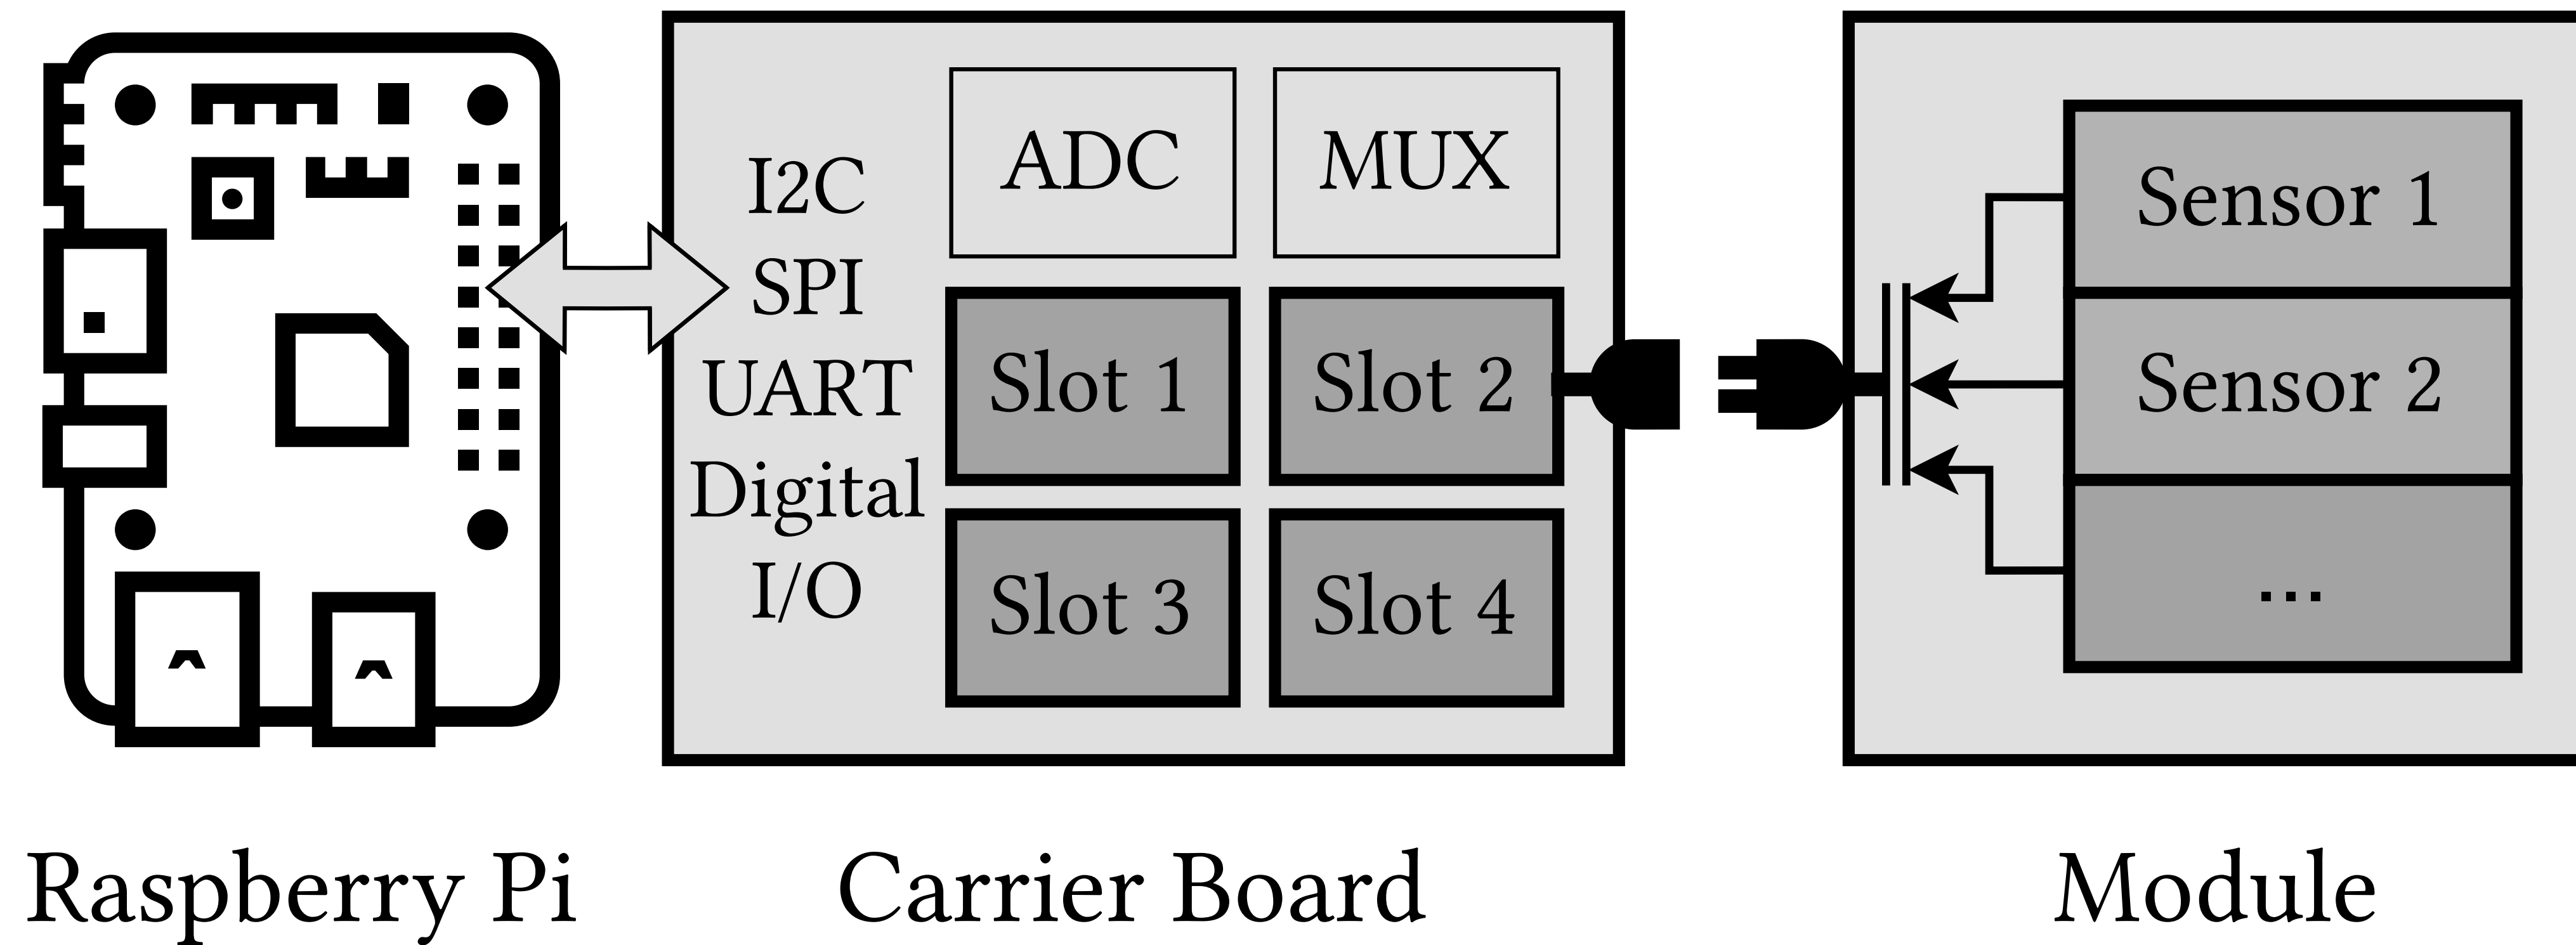 I2C
SPI
UART
Digital
I/O
ADC
MUX
Slot 1
Slot 2
Slot 3
Slot 4
Sensor 1
Sensor 2
...
Raspberry Pi
Carrier Board
Module